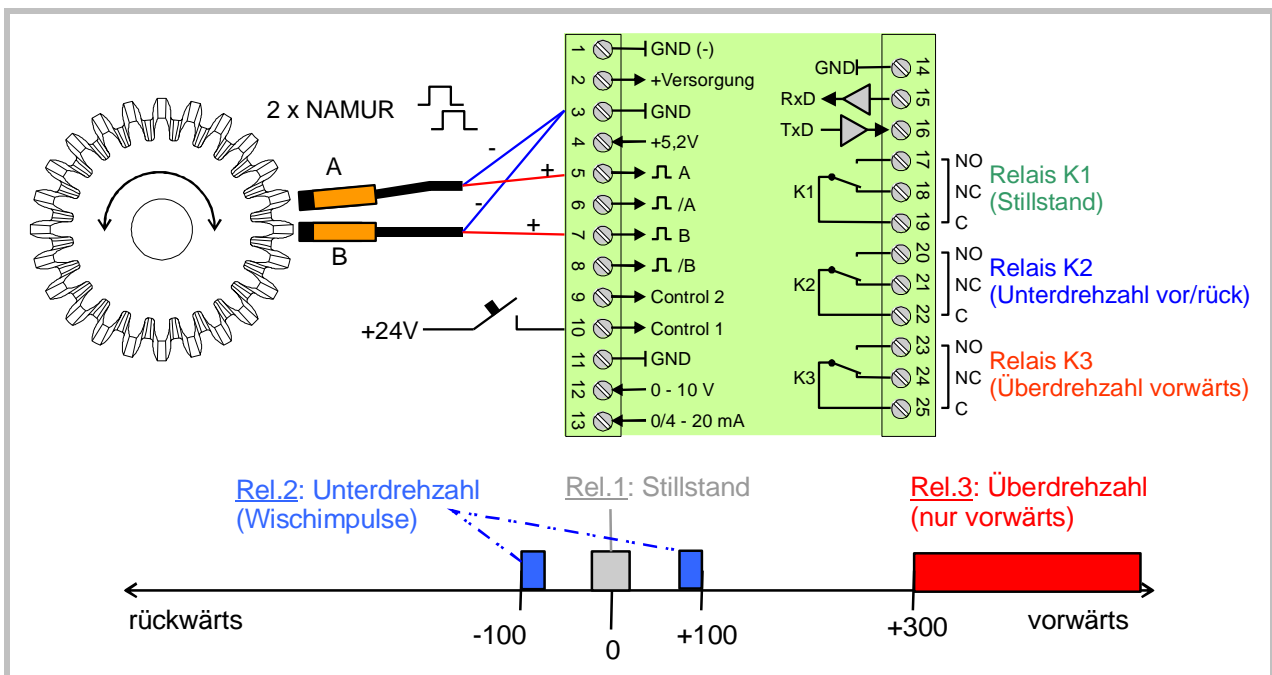 2 x NAMUR
A
B
-
+
-
+
+24V
1 GND (-)
2 +Versorgung
3 GND
4 +5,2V
5 A
6 /A
7 B
8 /B
9 Control 2
10 Control 1
11 GND
12 0 - 10 V
13 0/4 - 20 mA
GND 14
RxD 15
TxD 16
17 NO
K1 18 NC
19 C
Relais K1
(Stillstand)
20 NO
K2 21 NC
22 C
Relais K2
(Unterdrehzahl vor/rück)
23 NO
K3 24 NC
25 C
Relais K3
(Überdrehzahl vorwärts)
Rel.2: Unterdrehzahl
(Wischimpulse)
Rel.1: Stillstand
Rel.3: Überdrehzahl
(nur vorwärts)
rückwärts
-100
0
+100
+300
vorwärts